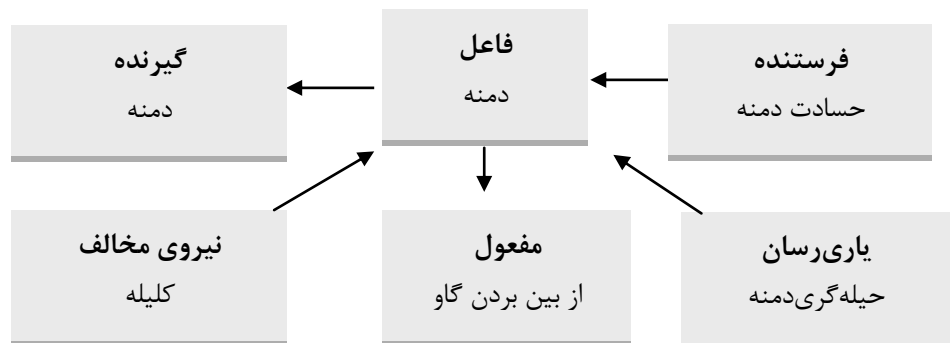 فرستنده
حسادت دمنه
فاعل
دمنه
گیرنده
دمنه
یاری‌رسان
حیله‌گری‌دمنه
مفعول
از بین بردن گاو
نیروی مخالف
کلیله